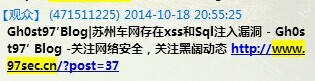 【观众】 (471511225) 2014-10-18 20:55:25
Gh0st97'Blog|苏州车网存在xss和Sql注入漏洞 - Gh0
st97' Blog -关注网络安全，关注黑阔动态 http://www.
97sec.cn/?post=37